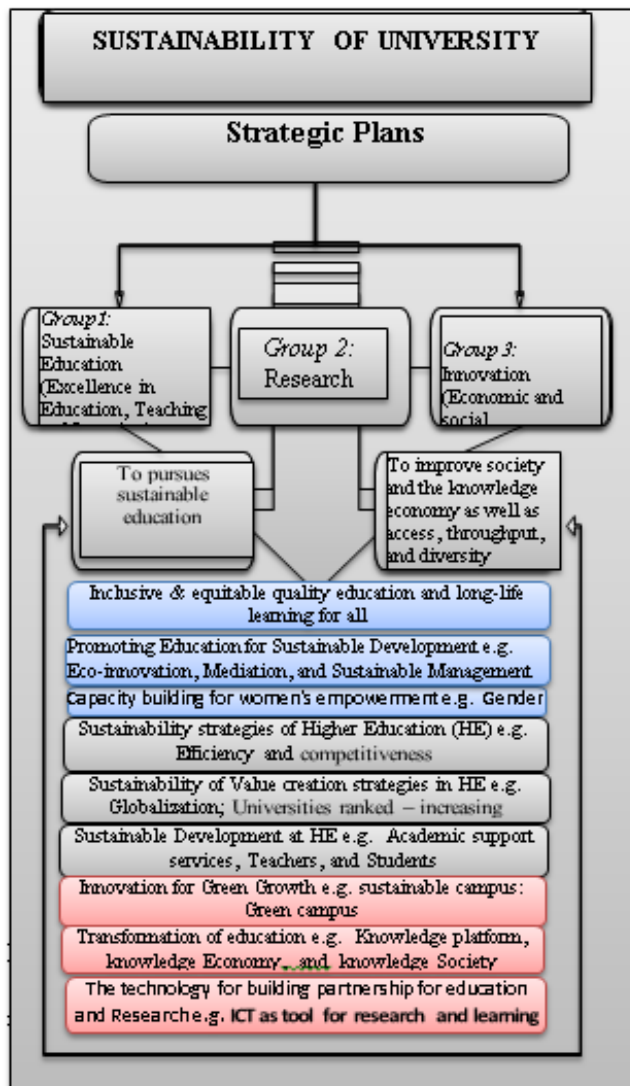 SUSTAINABILITY OF UNIVERSITY
Strategic Plans
Group1:
Sustainable
Education
(Excellence in
Education, Teaching
Group 2:
Research
Group 3:
Innovation
(Economic and
social
To pursues
sustainable
education
To improve society
and the knowledge
economy as well as
access, throughput,
and diversity
Inclusive & equitable quality education and long-life
learning for all
Promoting Education for Sustainable Development e.g.
Eco-innovation, Mediation, and Sustainable Management
Capacity building for women's empowerment e.g. Gender
Sustainability strategies of Higher Education (HE) e.g.
Efficiency and competitiveness
Sustainability of Value creation strategies in HE e.g.
Globalization; Universities ranked – increasing
Sustainable Development at HE e.g. Academic support
services, Teachers, and Students
Innovation for Green Growth e.g. sustainable campus:
Green campus
Transformation of education e.g. Knowledge platform,
knowledge Economy, and knowledge Society
The technology for building partnership for education
and Research e.g. ICT as tool for research and learning